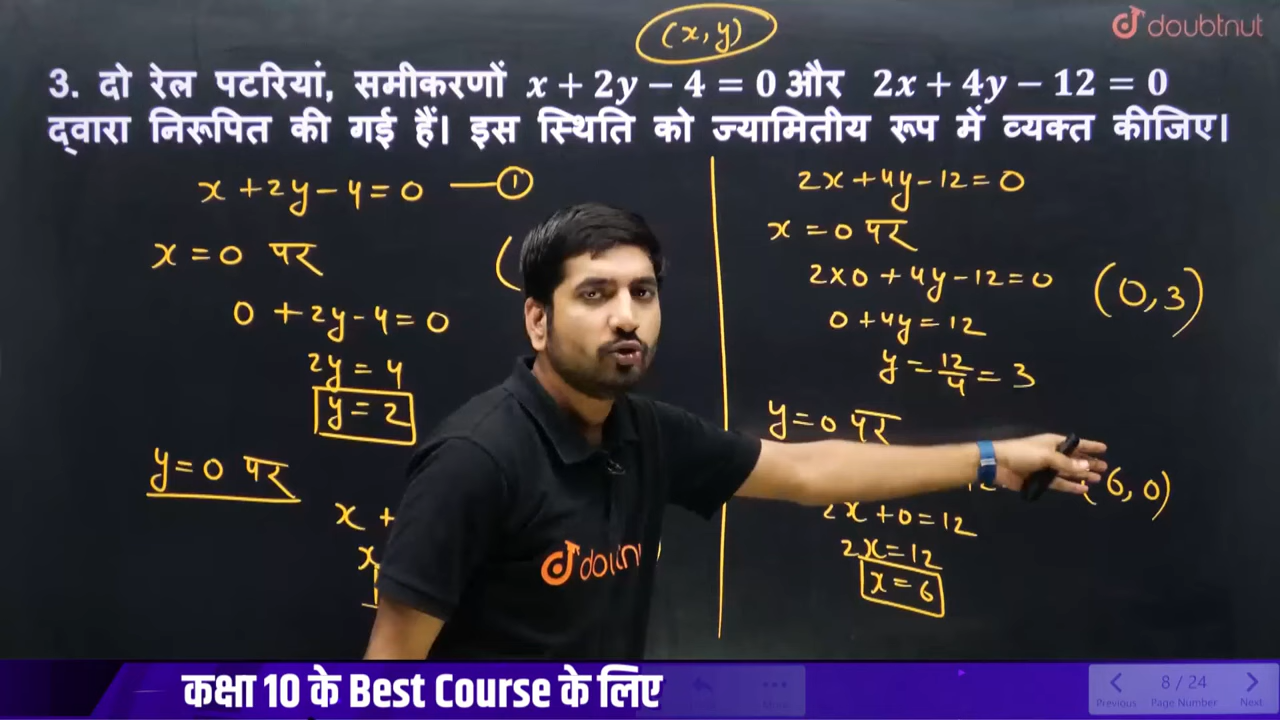 (x, y)
doubtnut
3. दो रेल पटरियां, समीकरणों x + 2y − 4 = 0 और 2x + 4y − 12 = 0
द्वारा निरूपित की गई हैं। इस स्थिति को ज्यामितीय रूप में व्यक्त कीजिए।
x + 2y − 4 = 0 — ①
x = 0 पर
(
0 + 2y − 4 = 0
2y = 4
y = 2
y = 0 पर
x +
x
2x + 4y − 12 = 0
x = 0 पर
2x0 + 4y − 12 = 0
(0, 3)
0 + 4y = 12
y = 12/4 = 3
y = 0 पर
12
(6, 0)
2x + 0 = 12
2x = 12
x = 6
doutn
कक्षा 10 के Best Course के लिए
8 / 24
Previous Page Number Next